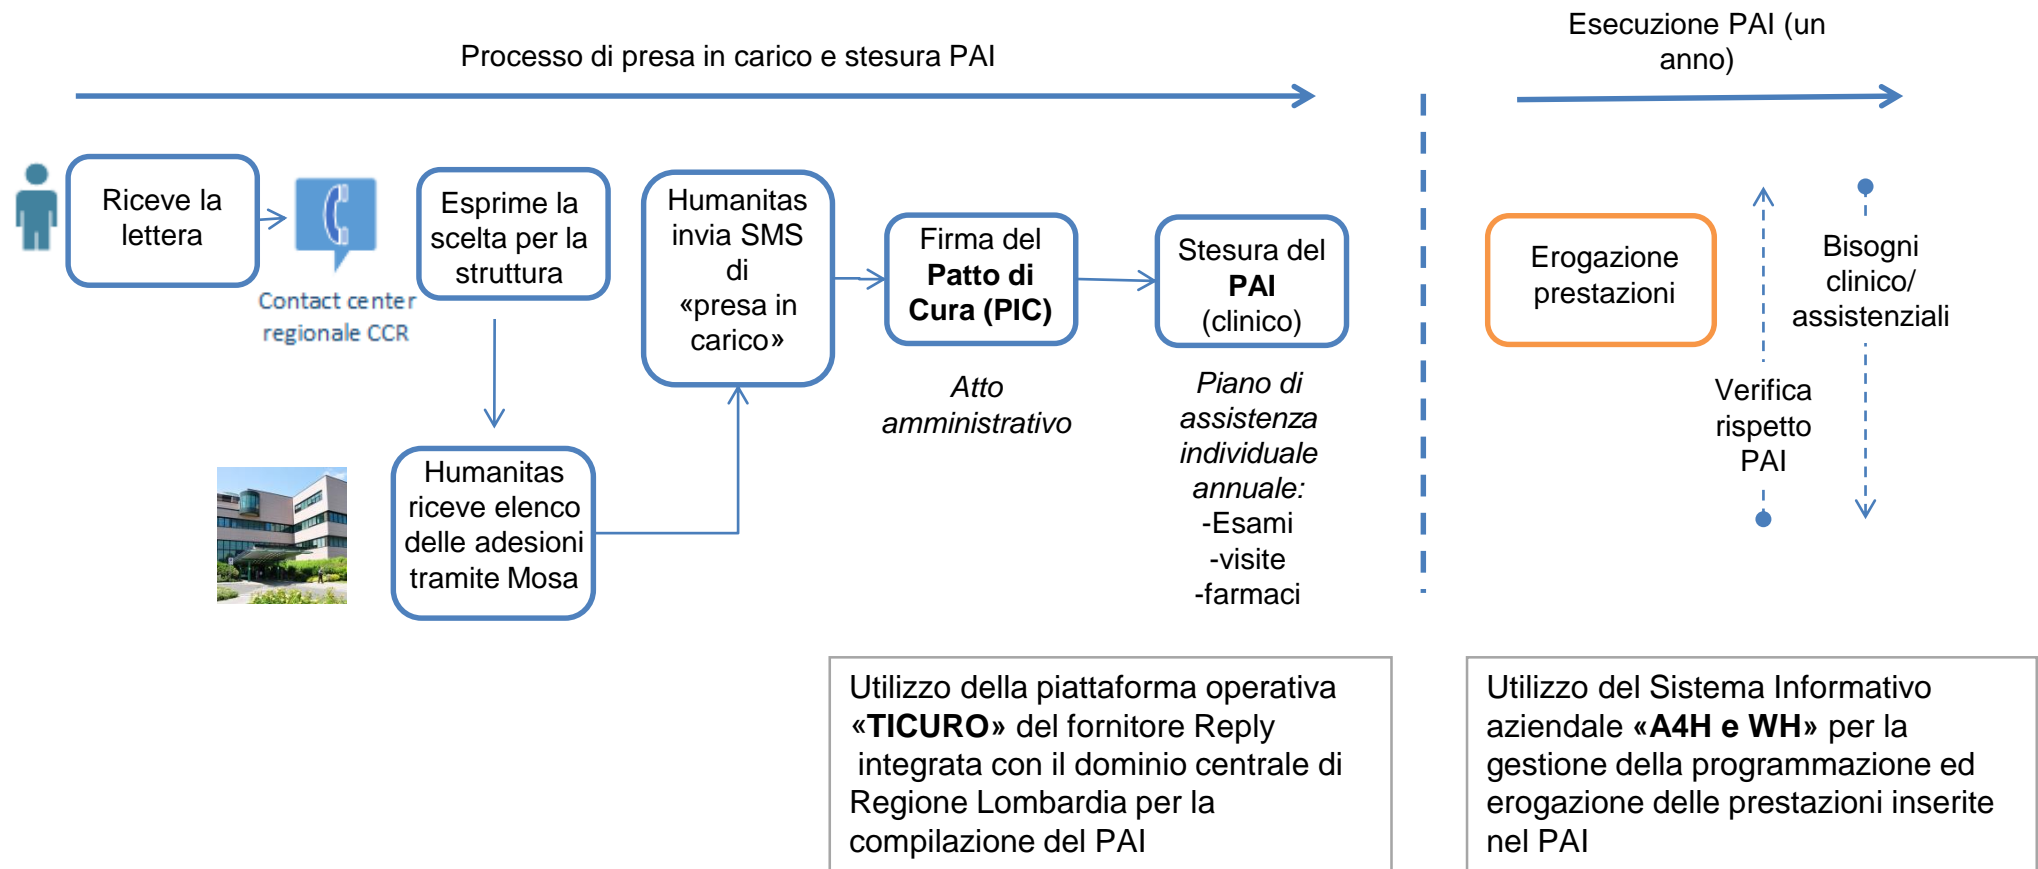 Processo di presa in carico e stesura PAI
Esecuzione PAI (un
anno)
Riceve la
lettera
Contact center
regionale CCR
Esprime la
scelta per la
struttura
Humanitas
riceve elenco
delle adesioni
tramite Mosa
Humanitas
invia SMS
di
«presa in
carico»
Firma del
Patto di
Cura (PIC)
Atto
amministrativo
Stesura del
PAI
(clinico)
Piano di
assistenza
individuale
annuale:
-Esami
-visite
-farmaci
Erogazione
prestazioni
Verifica
rispetto
PAI
Bisogni
clinico/
assistenziali
Utilizzo della piattaforma operativa
«TICURO» del fornitore Reply
integrata con il dominio centrale di
Regione Lombardia per la
compilazione del PAI
Utilizzo del Sistema Informativo
aziendale «A4H e WH» per la
gestione della programmazione ed
erogazione delle prestazioni inserite
nel PAI